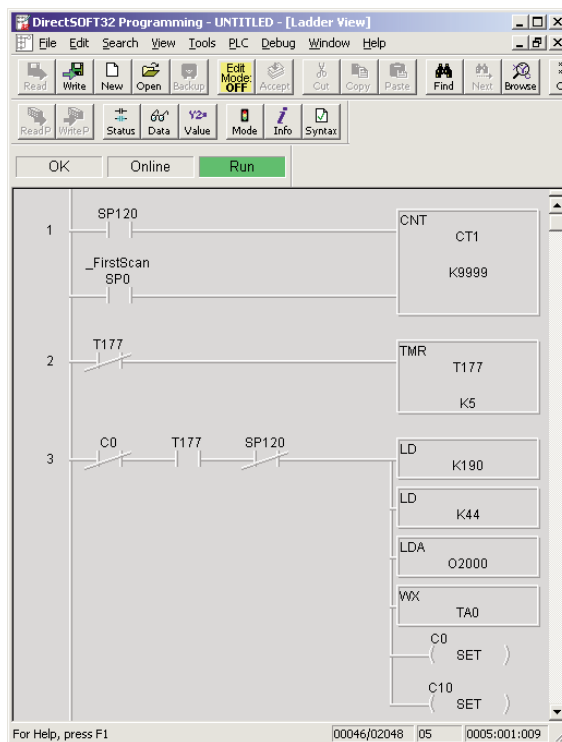 DirectSOFT32 Programming - UNTITLED - [Ladder View]
File Edit Search View Tools PLC Debug Window Help
Read Write New Open Backup Edit Mode: OFF Accept Cut Copy Paste Find Next Browse
ReadP WriteP Status Data Value Mode Info Syntax
OK Online Run
SP120
1
CNT
CT1
K9999
_FirstScan
SP0
T177
2
TMR
T177
K5
C0 T177 SP120
3
LD
K190
LD
K44
LDA
O2000
WX
TA0
C0
SET
C10
SET
For Help, press F1 00046/02048 05 0005:001:009